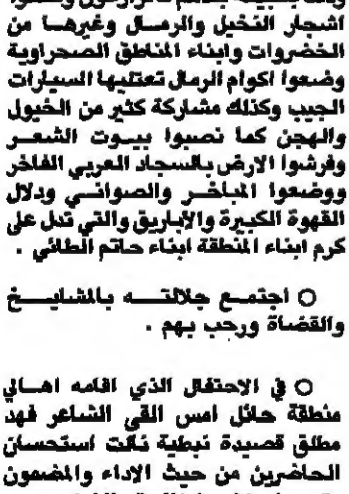 اشجار النخيل والرمال وغيرها من
الخضروات وابناء المناطق الصحراوية
وضعوا اكوام الرمال تعتليها السيارات
الجيب وكذلك مشاركة كثير من الخيول
والهجن كما نصبوا بيوت الشعر
وفرشوا الارض بالسجاد العربي الفاخر
ووضعوا المباخر والصواني ودلال
القهوة الكبيرة والاباريق والتي تدل على
كرم ابناء المنطقة ابناء حاتم الطائي .
○ اجتمع جلالته بالمشايخ
والقضاة ورحب بهم .
○ في الاحتفال الذي اقامه اهالي
منطقة حائل امس القي الشاعر فهد
مطلق قصيدة نبطية نالت استحسان
الحاضرين من حيث الاداء والمضمون